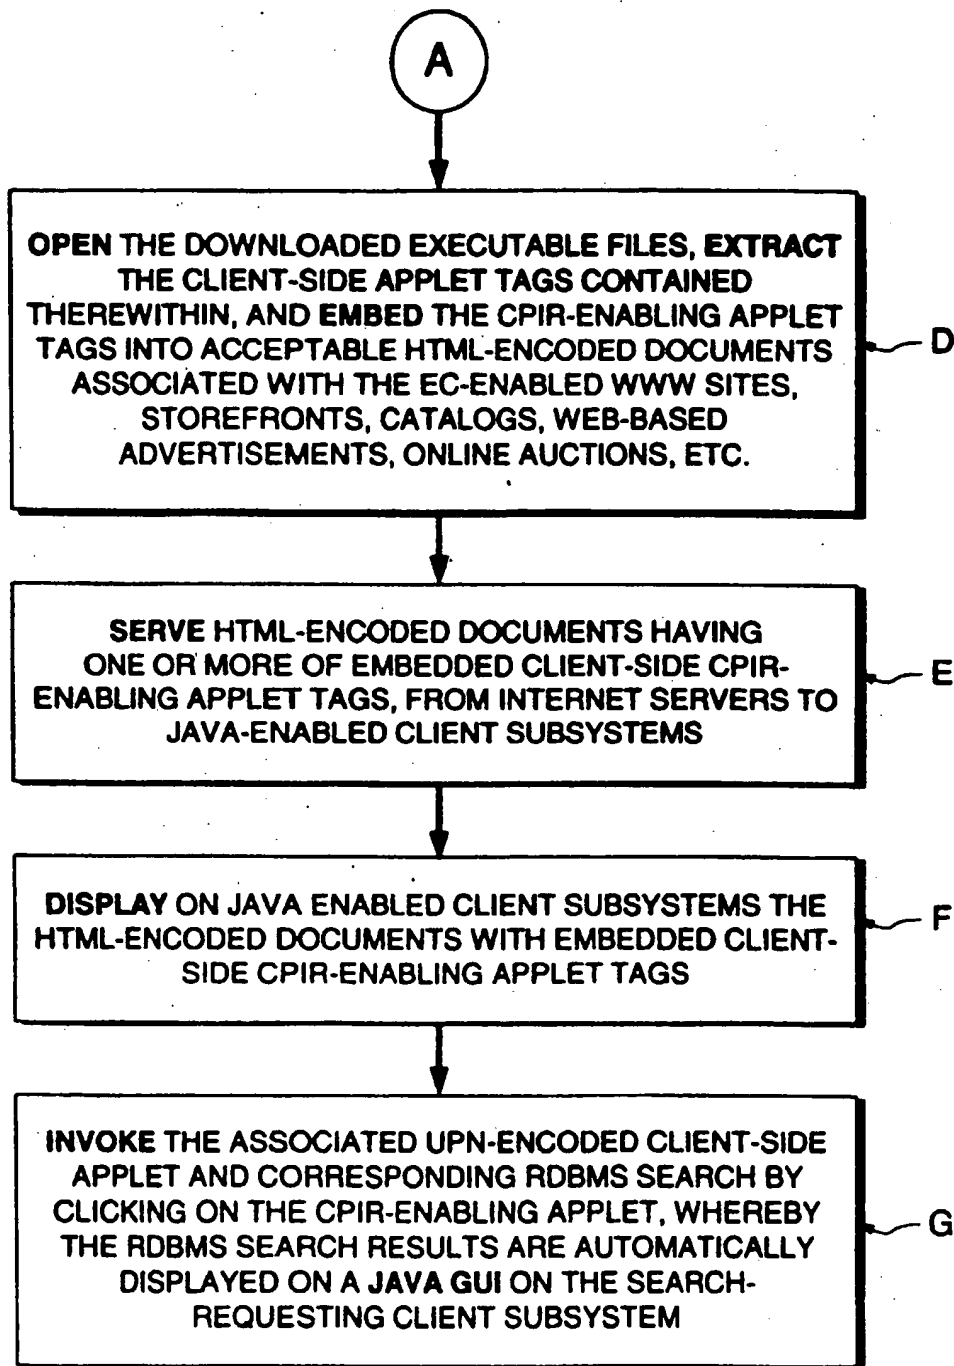 A
OPEN THE DOWNLOADED EXECUTABLE FILES, EXTRACT
THE CLIENT-SIDE APPLET TAGS CONTAINED
THEREWITHIN, AND EMBED THE CPIR-ENABLING APPLET
TAGS INTO ACCEPTABLE HTML-ENCODED DOCUMENTS
ASSOCIATED WITH THE EC-ENABLED WWW SITES,
STOREFRONTS, CATALOGS, WEB-BASED
ADVERTISEMENTS, ONLINE AUCTIONS, ETC.
D
SERVE HTML-ENCODED DOCUMENTS HAVING
ONE OR MORE OF EMBEDDED CLIENT-SIDE CPIR-
ENABLING APPLET TAGS, FROM INTERNET SERVERS TO
JAVA-ENABLED CLIENT SUBSYSTEMS
E
DISPLAY ON JAVA ENABLED CLIENT SUBSYSTEMS THE
HTML-ENCODED DOCUMENTS WITH EMBEDDED CLIENT-
SIDE CPIR-ENABLING APPLET TAGS
F
INVOKE THE ASSOCIATED UPN-ENCODED CLIENT-SIDE
APPLET AND CORRESPONDING RDBMS SEARCH BY
CLICKING ON THE CPIR-ENABLING APPLET, WHEREBY
THE RDBMS SEARCH RESULTS ARE AUTOMATICALLY
DISPLAYED ON A JAVA GUI ON THE SEARCH-
REQUESTING CLIENT SUBSYSTEM
G